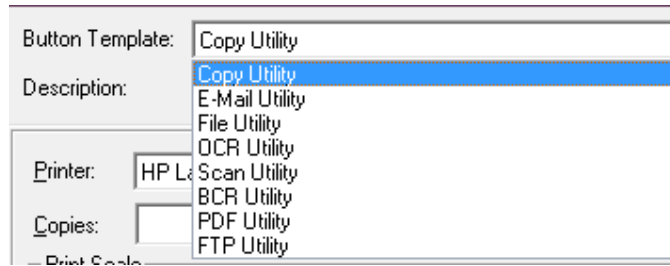 Button Template: Copy Utility
Copy Utility
Description:
E-Mail Utility
File Utility
OCR Utility
Printer: HP La
Scan Utility
BCR Utility
Copies:
PDF Utility
FTP Utility
Print Scale